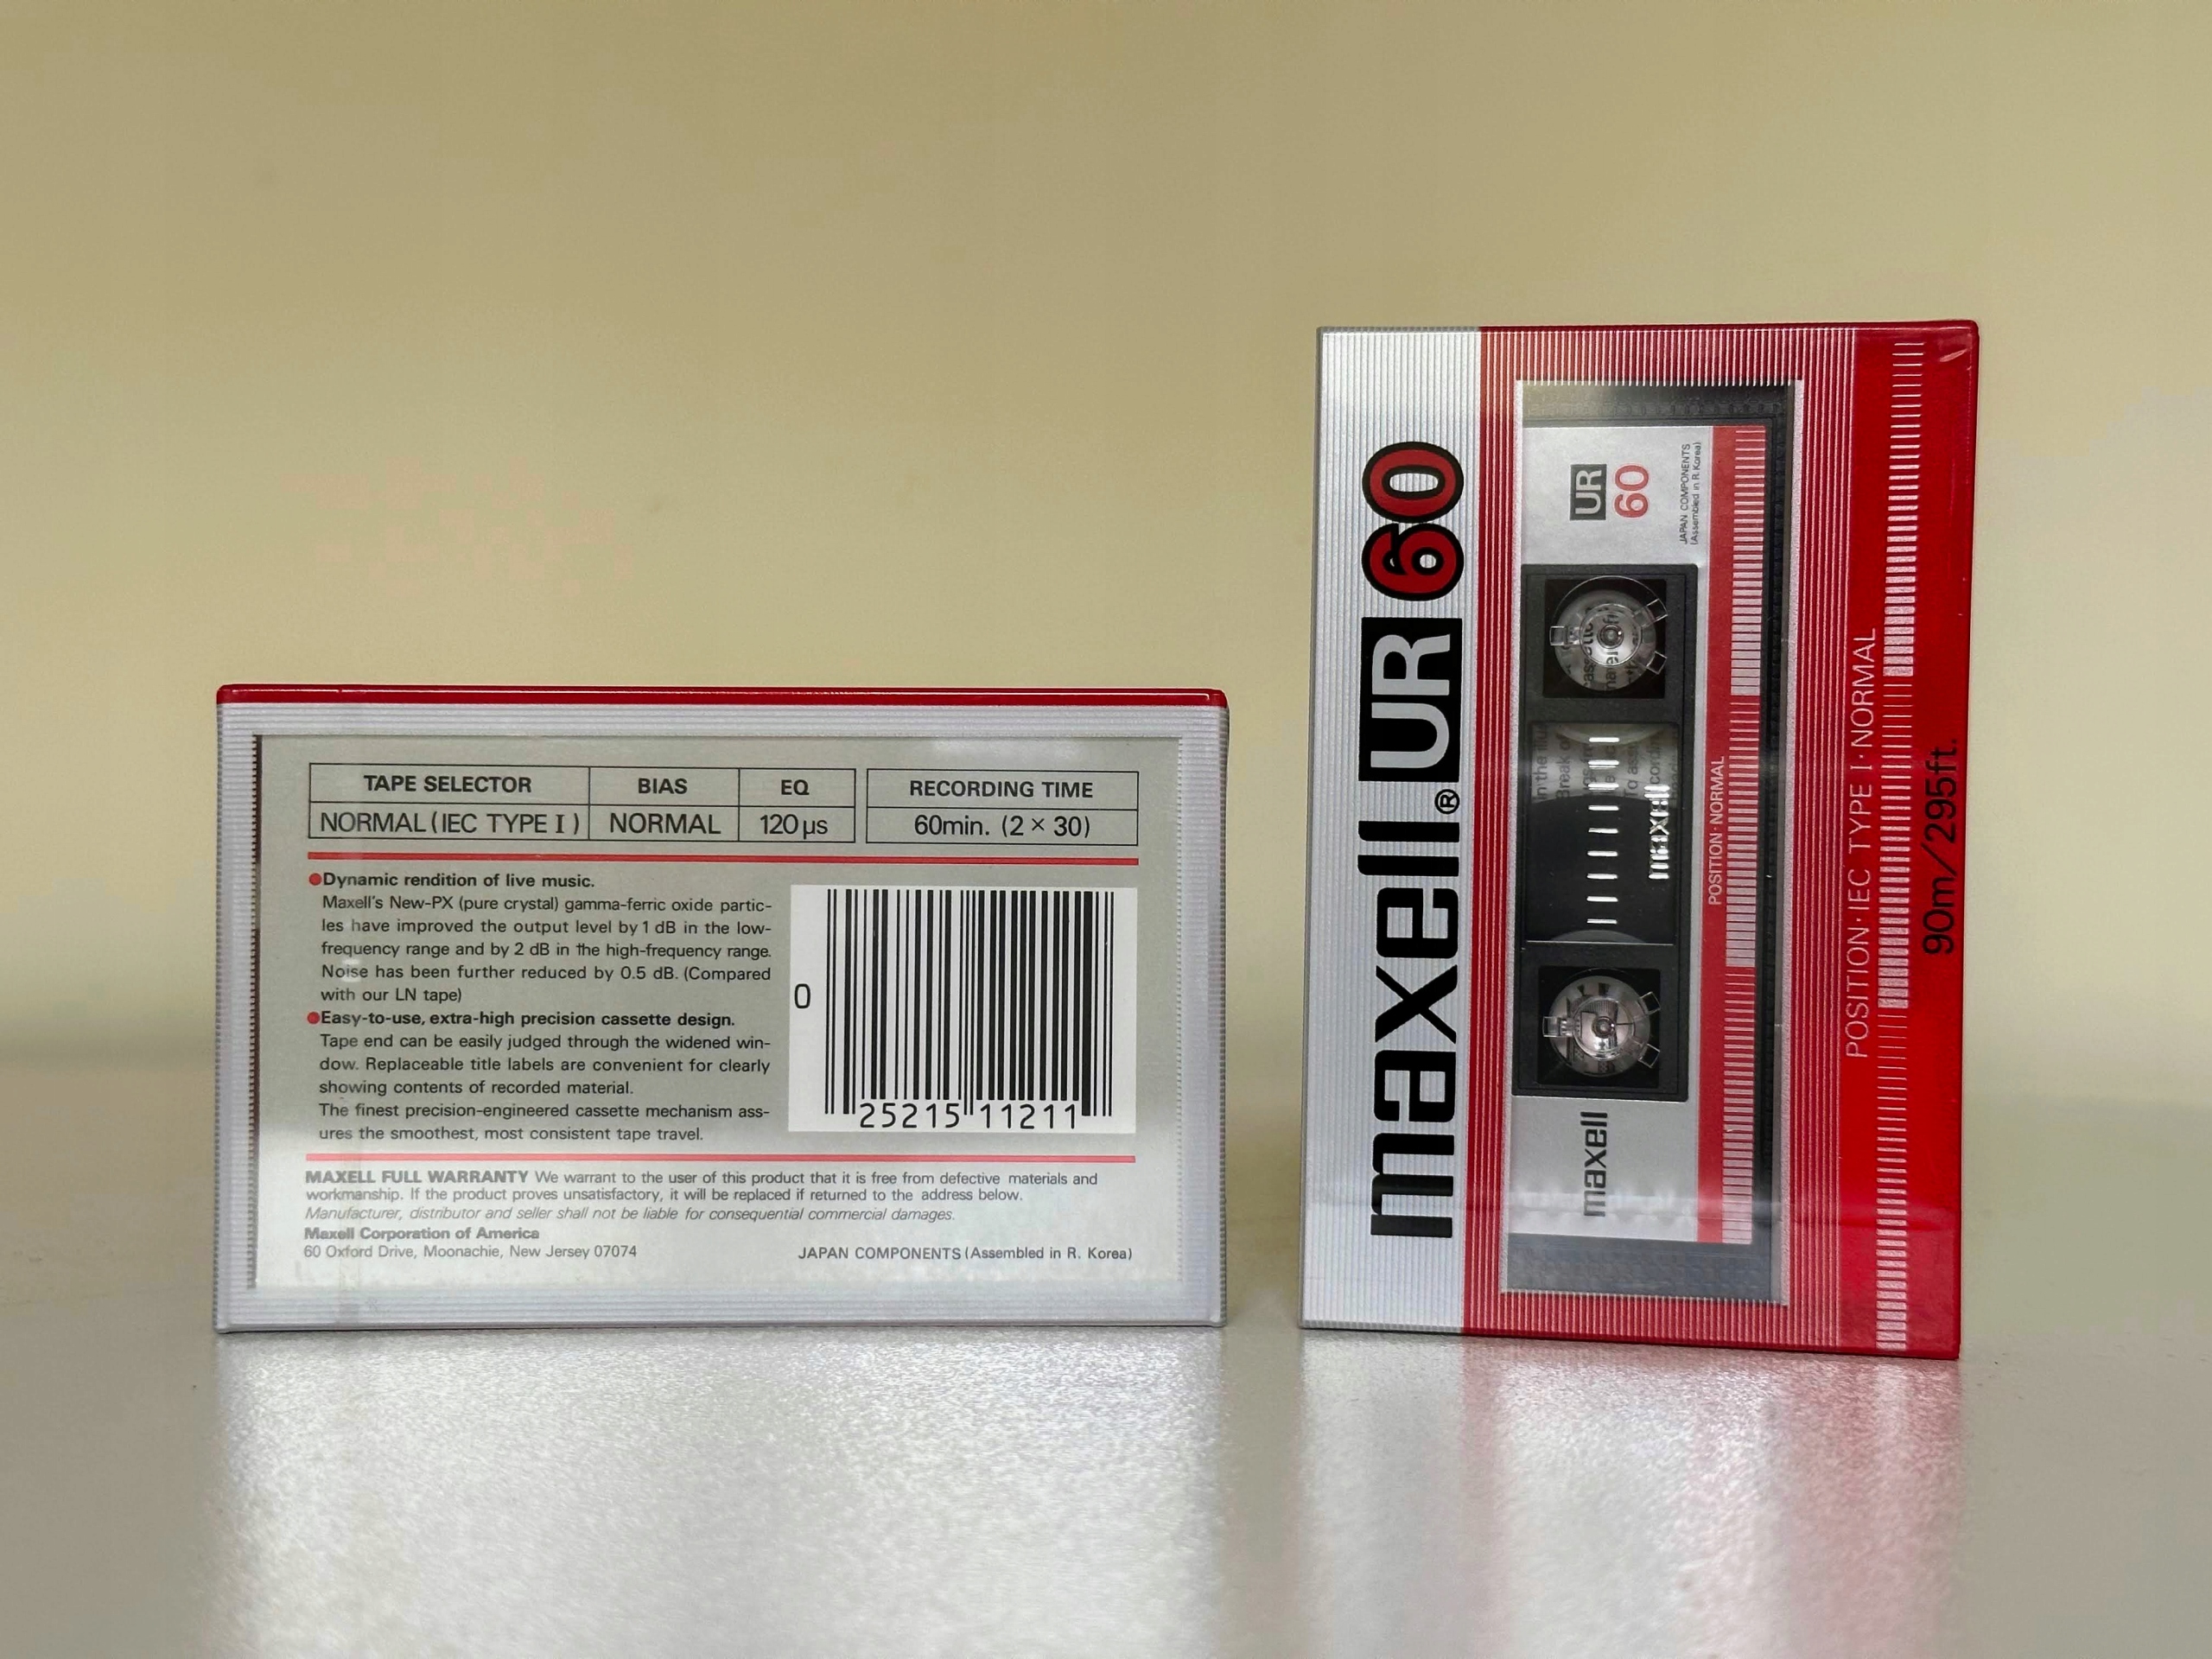 TAPE SELECTOR BIAS EQ RECORDING TIME
NORMAL (IEC TYPE I) NORMAL 120µs 60min. (2 × 30)
●Dynamic rendition of live music.
Maxell's New-PX (pure crystal) gamma-ferric oxide partic-
les have improved the output level by 1 dB in the low-
frequency range and by 2 dB in the high-frequency range.
Noise has been further reduced by 0.5 dB. (Compared
with our LN tape)
●Easy-to-use, extra-high precision cassette design.
Tape end can be easily judged through the widened win-
dow. Replaceable title labels are convenient for clearly
showing contents of recorded material.
The finest precision-engineered cassette mechanism ass-
ures the smoothest, most consistent tape travel.
0 25215 11211
MAXELL FULL WARRANTY We warrant to the user of this product that it is free from defective materials and
workmanship. If the product proves unsatisfactory, it will be replaced if returned to the address below.
Manufacturer, distributor and seller shall not be liable for consequential commercial damages.
Maxell Corporation of America
60 Oxford Drive, Moonachie, New Jersey 07074
JAPAN COMPONENTS (Assembled in R. Korea)
maxell® UR 60
maxell
UR
60
JAPAN COMPONENTS
(Assembled in R. Korea)
maxell
POSITION·NORMAL
POSITION·IEC TYPE I·NORMAL
90m/295ft.